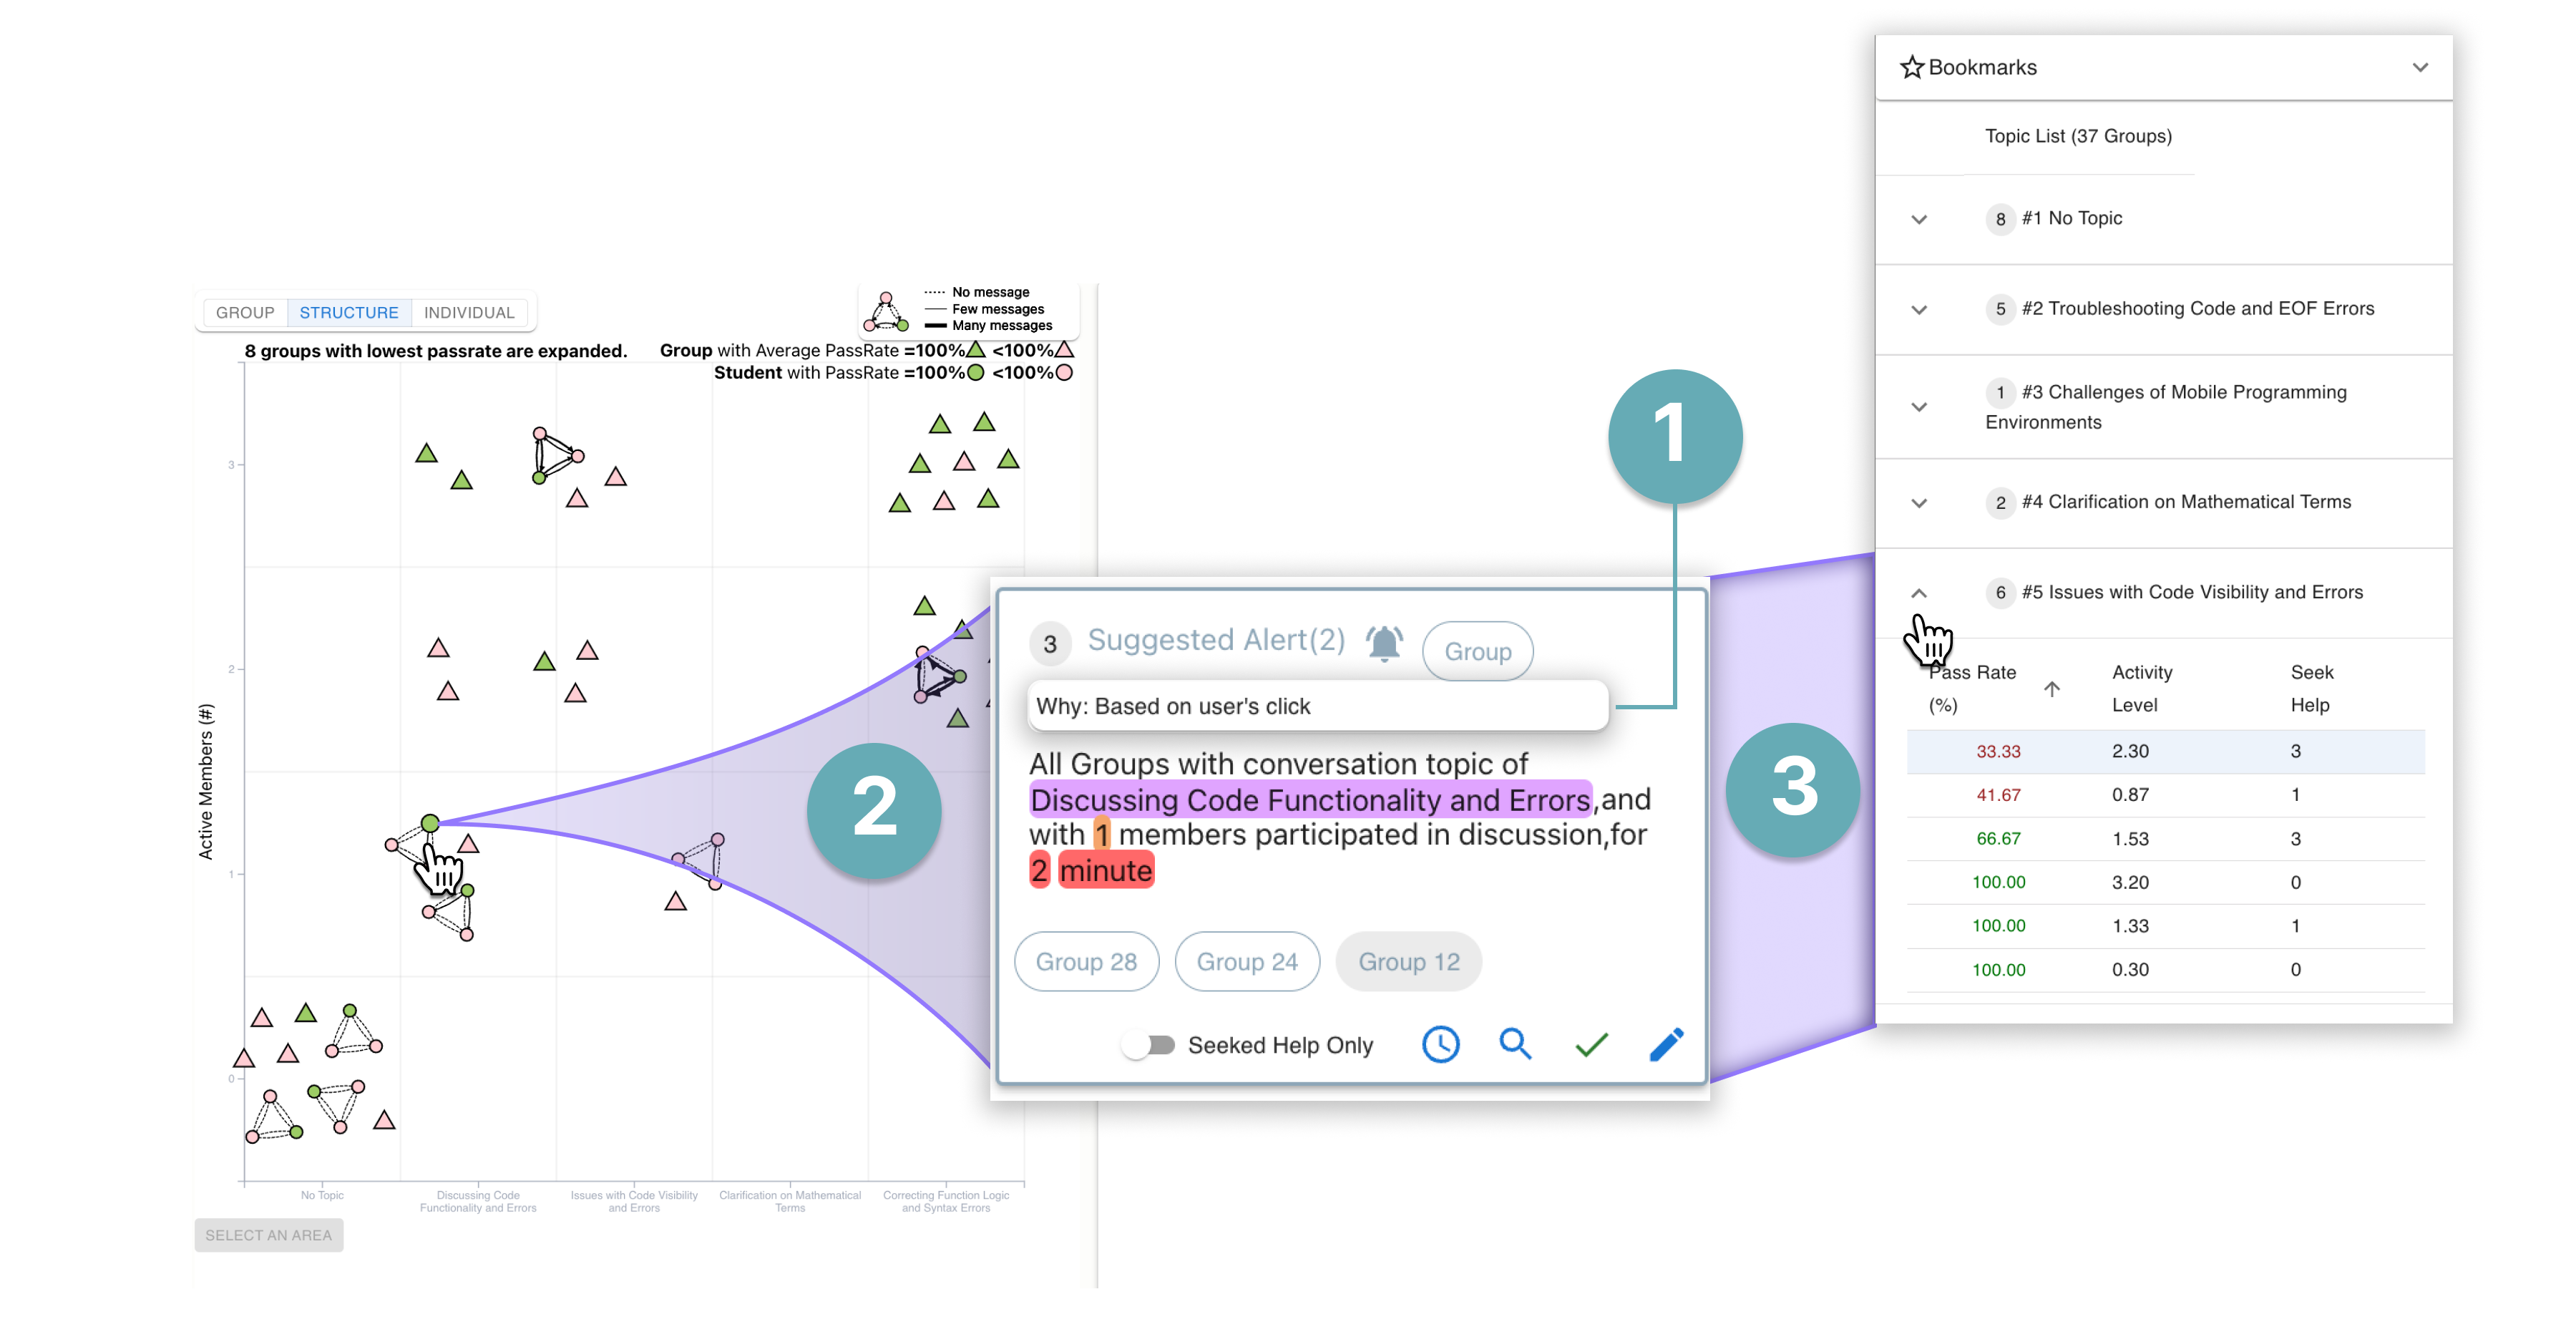 GROUP STRUCTURE INDIVIDUAL
No message
Few messages
Many messages
8 groups with lowest passrate are expanded.
Group with Average PassRate =100% <100%
Student with PassRate =100% <100%
Active Members (#)
3
2
1
0
No Topic
Discussing Code
Functionality and Errors
Issues with Code Visibility
and Errors
Clarification on Mathematical
Terms
Correcting Function Logic
and Syntax Errors
SELECT AN AREA
2
1
3 Suggested Alert(2) Group
Why: Based on user's click
All Groups with conversation topic of
Discussing Code Functionality and Errors,and
with 1 members participated in discussion,for
2 minute
Group 28 Group 24 Group 12
Seeked Help Only
3
Bookmarks
Topic List (37 Groups)
8 #1 No Topic
5 #2 Troubleshooting Code and EOF Errors
1 #3 Challenges of Mobile Programming
Environments
2 #4 Clarification on Mathematical Terms
6 #5 Issues with Code Visibility and Errors
Pass Rate Activity Seek
(%) Level Help
33.33 2.30 3
41.67 0.87 1
66.67 1.53 3
100.00 3.20 0
100.00 1.33 1
100.00 0.30 0